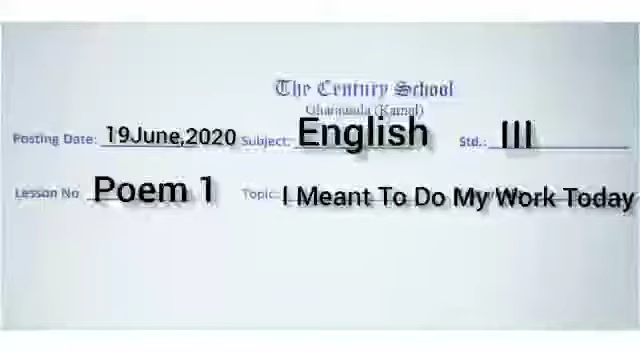 The Century School
Gharaunda (Karnal)
Posting Date: 19June,2020 Subject: English Std.: III
Lesson No Poem 1 Topic: I Meant To Do My Work Today